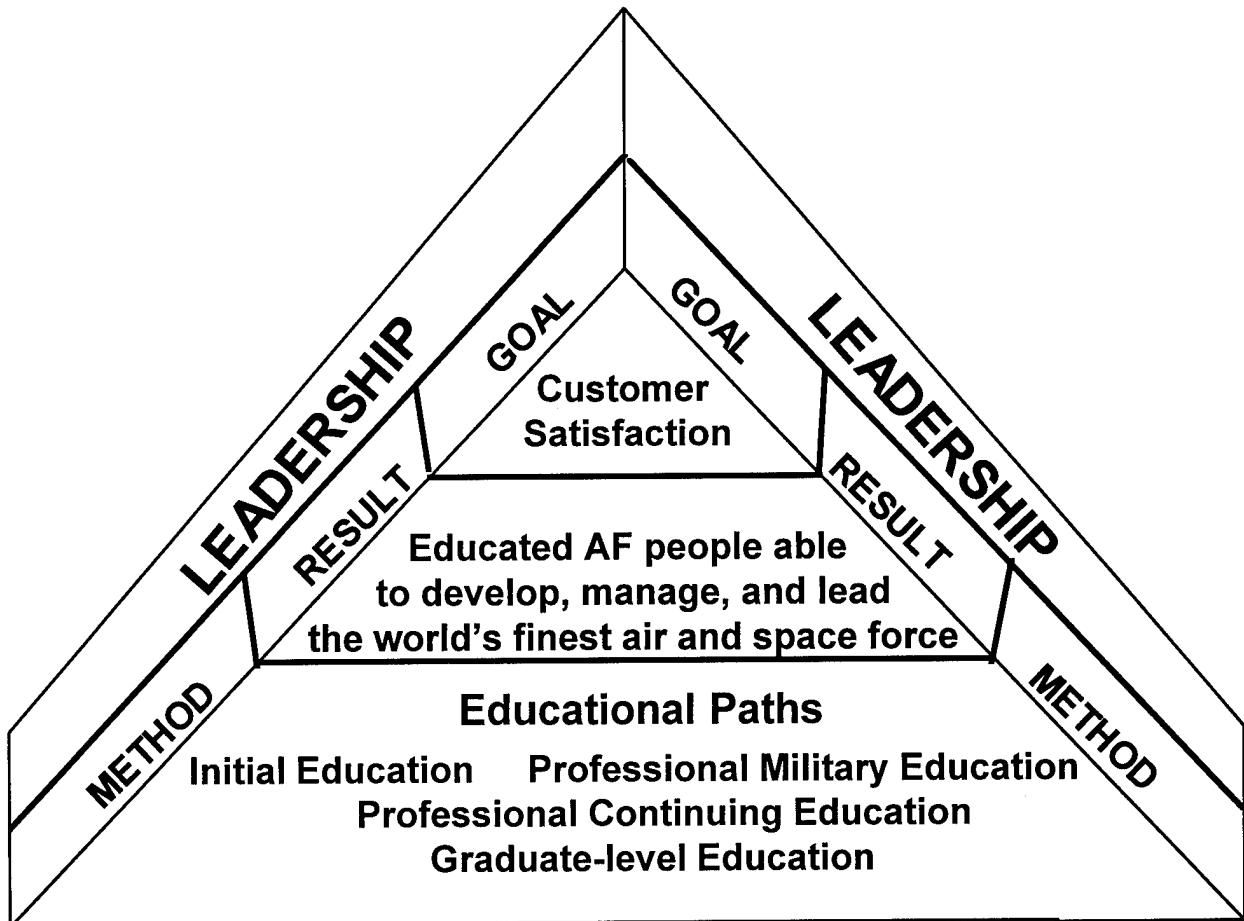 LEADERSHIP
LEADERSHIP
GOAL
GOAL
Customer
Satisfaction
RESULT
RESULT
Educated AF people able
to develop, manage, and lead
the world's finest air and space force
METHOD
METHOD
Educational Paths
Initial Education Professional Military Education
Professional Continuing Education
Graduate-level Education